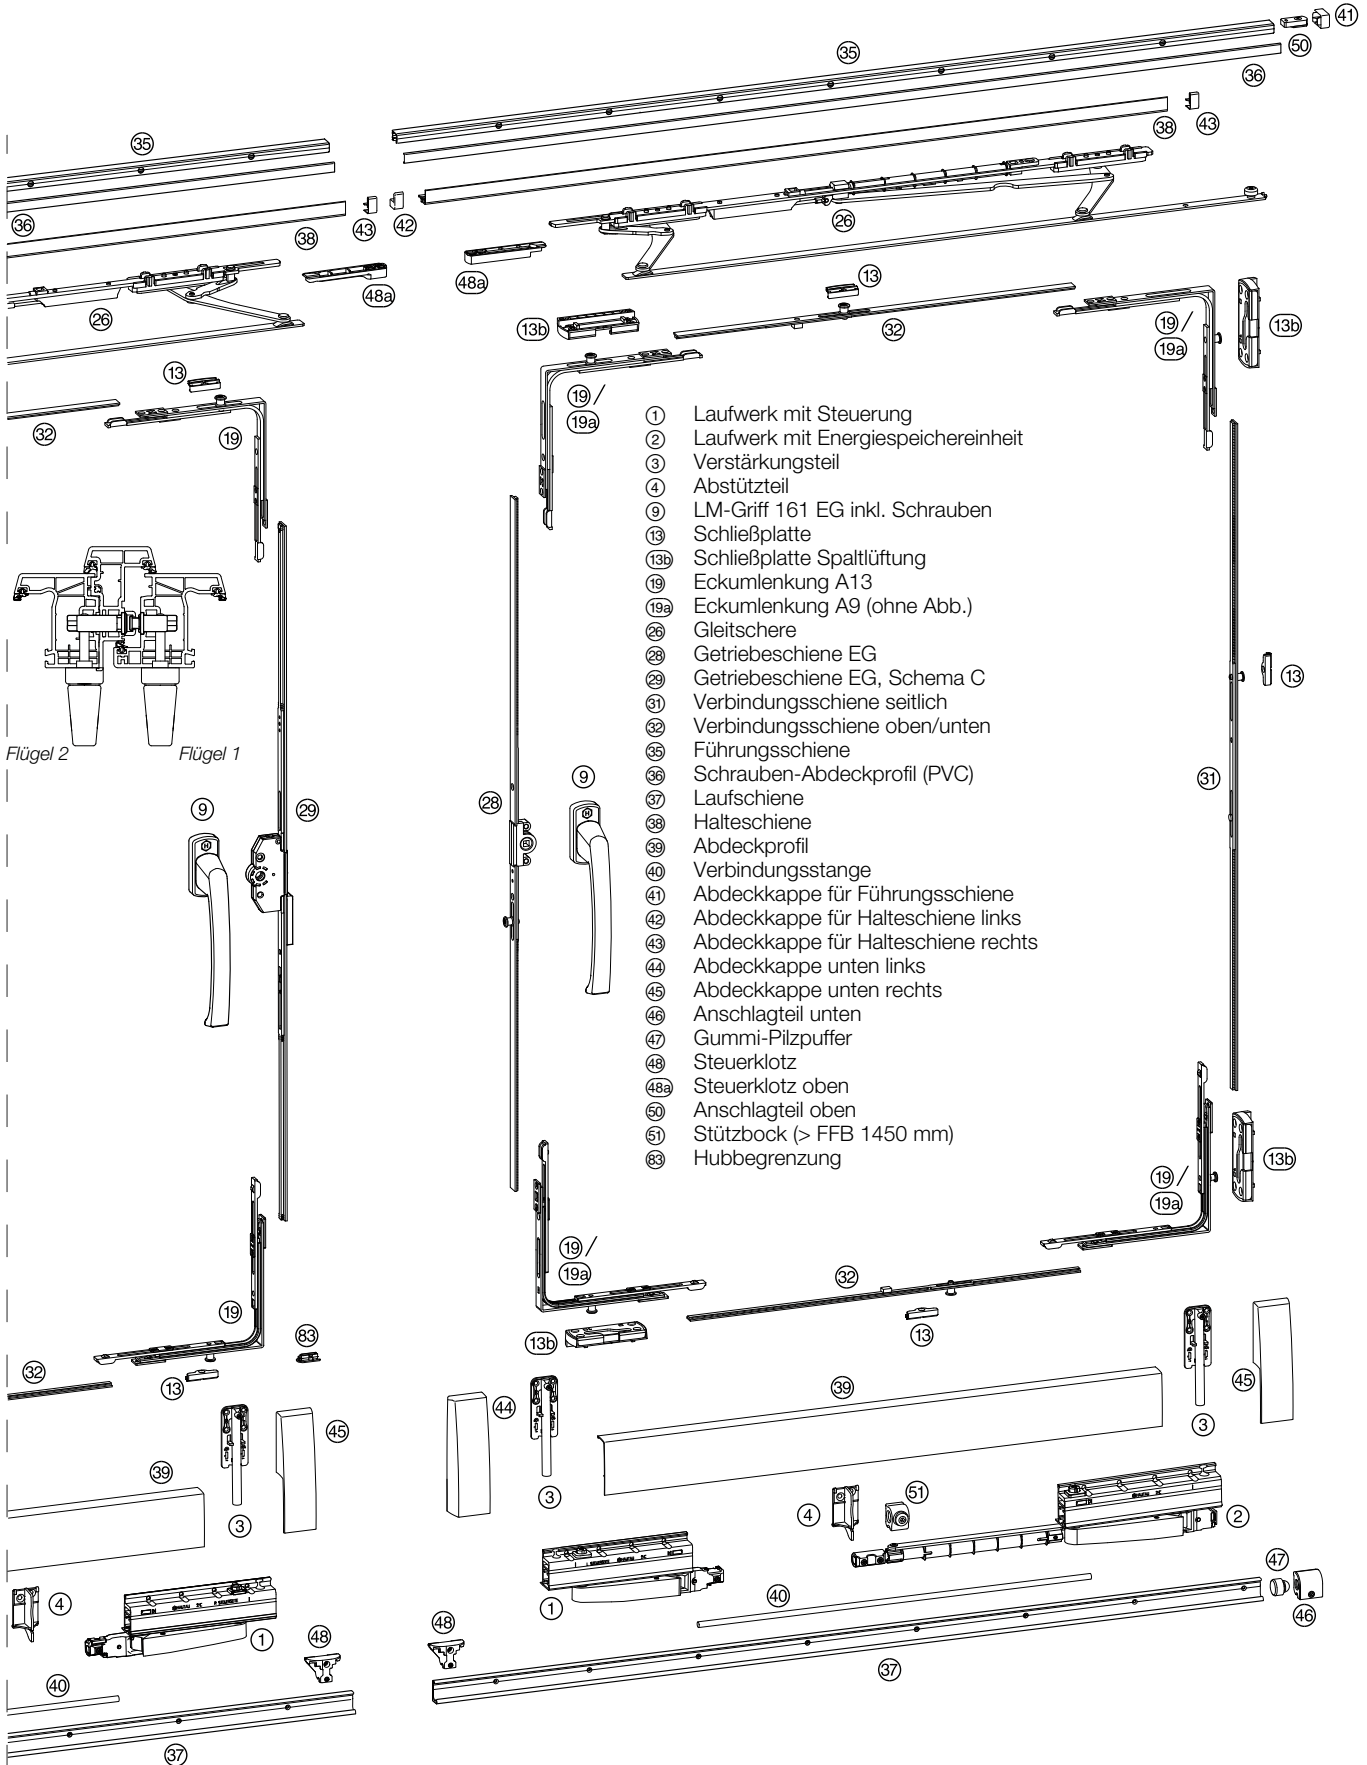 41
50
35
36
38
43
35
26
36
38
43
42
48a
48a
26
13
13b
32
19 /
19a
13b
13
32
19
19 /
19a
1 Laufwerk mit Steuerung
2 Laufwerk mit Energiespeichereinheit
3 Verstärkungsteil
4 Abstützteil
9 LM-Griff 161 EG inkl. Schrauben
13 Schließplatte
13b Schließplatte Spaltlüftung
19 Eckumlenkung A13
19a Eckumlenkung A9 (ohne Abb.)
26 Gleitschere
28 Getriebeschiene EG
29 Getriebeschiene EG, Schema C
31 Verbindungsschiene seitlich
32 Verbindungsschiene oben/unten
35 Führungsschiene
36 Schrauben-Abdeckprofil (PVC)
37 Laufschiene
38 Halteschiene
39 Abdeckprofil
40 Verbindungsstange
41 Abdeckkappe für Führungsschiene
42 Abdeckkappe für Halteschiene links
43 Abdeckkappe für Halteschiene rechts
44 Abdeckkappe unten links
45 Abdeckkappe unten rechts
46 Anschlagteil unten
47 Gummi-Pilzpuffer
48 Steuerklotz
48a Steuerklotz oben
50 Anschlagteil oben
51 Stützbock (> FFB 1450 mm)
83 Hubbegrenzung
13
Flügel 2
Flügel 1
9
29
28
9
31
13b
19 /
19a
19 /
19a
32
13
13b
19
83
32
13
45
3
39
44
3
39
3
45
4
51
2
4
1
1
40
47
46
48
48
37
40
37